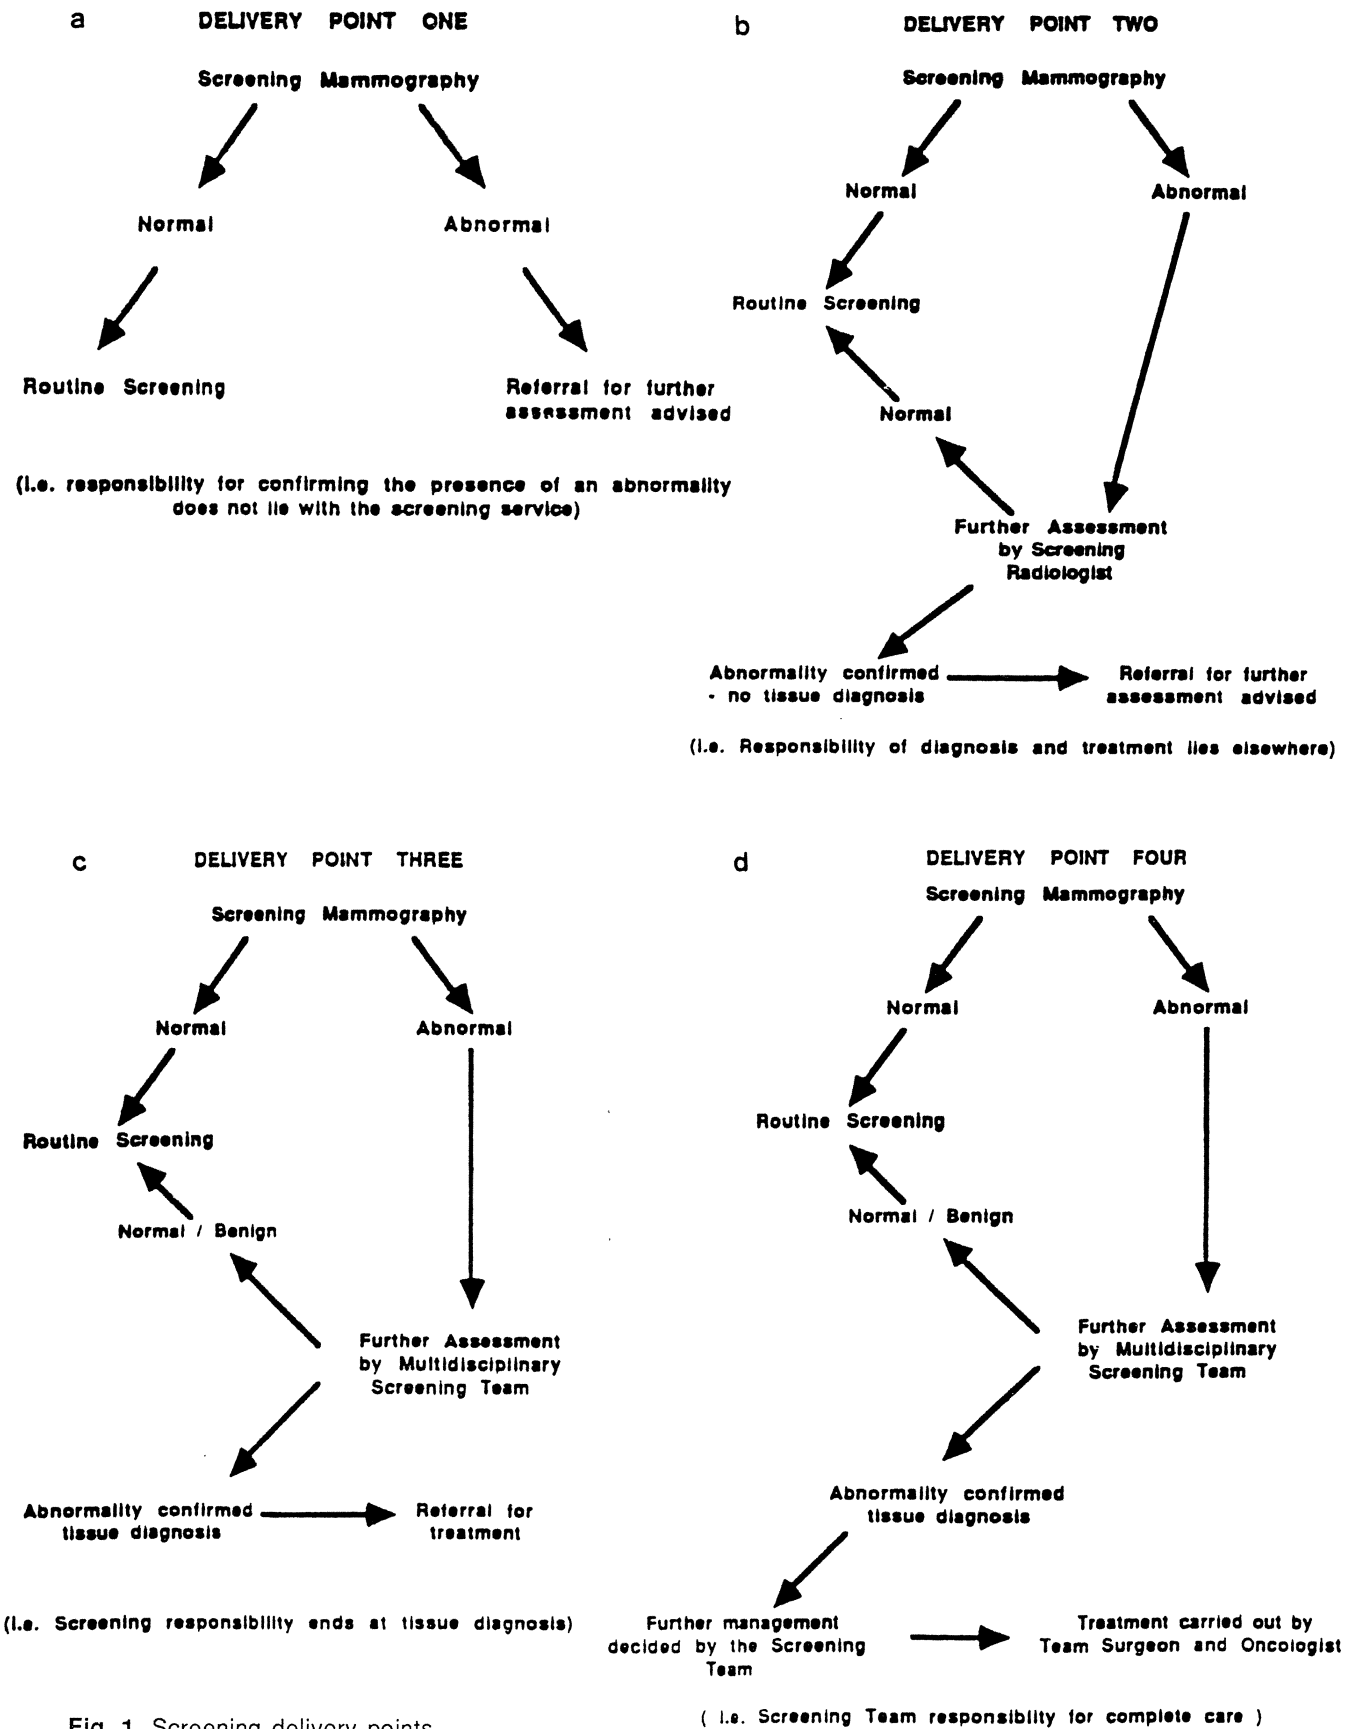 a
DELIVERY POINT ONE
Screening Mammography
Normal
Abnormal
Routine Screening
Referral for further
assessment advised
(i.e. responsibility for confirming the presence of an abnormality
does not lie with the screening service)
b
DELIVERY POINT TWO
Screening Mammography
Normal
Abnormal
Routine Screening
Normal
Further Assessment
by Screening
Radiologist
Abnormality confirmed
- no tissue diagnosis
Referral for further
assessment advised
(i.e. Responsibility of diagnosis and treatment lies elsewhere)
c
DELIVERY POINT THREE
Screening Mammography
Normal
Abnormal
Routine Screening
Normal / Benign
Further Assessment
by Multidisciplinary
Screening Team
Abnormality confirmed
tissue diagnosis
Referral for
treatment
(i.e. Screening responsibility ends at tissue diagnosis)
d
DELIVERY POINT FOUR
Screening Mammography
Normal
Abnormal
Routine Screening
Normal / Benign
Further Assessment
by Multidisciplinary
Screening Team
Abnormality confirmed
tissue diagnosis
Further management
decided by the Screening
Team
Treatment carried out by
Team Surgeon and Oncologist
( i.e. Screening Team responsibility for complete care )
Fig. 1 Screening delivery points